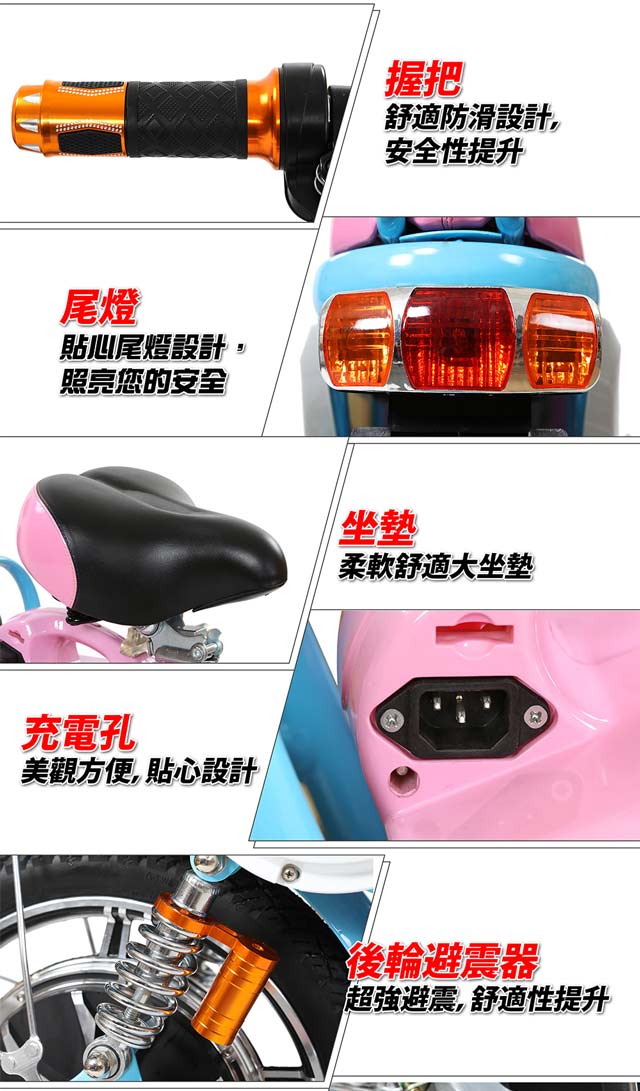 握把
舒適防滑設計,
安全性提升
尾燈
貼心尾燈設計，
照亮您的安全
坐墊
柔軟舒適大坐墊
充電孔
美觀方便, 貼心設計
後輪避震器
超強避震, 舒適性提升